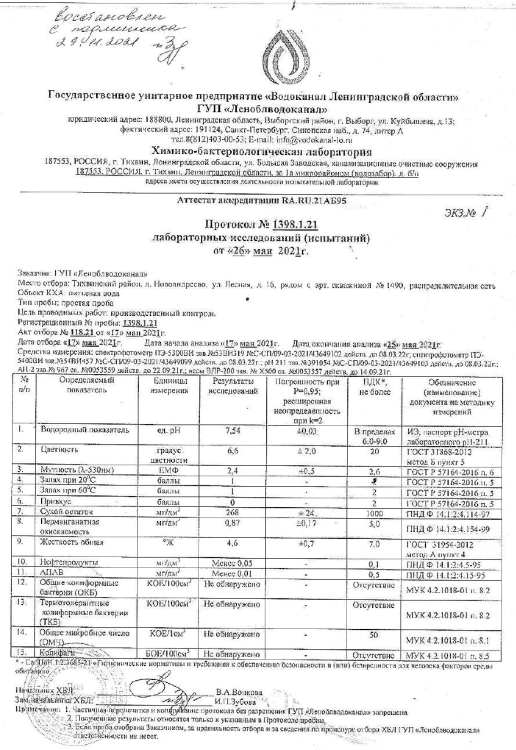 Восстановлен
с подлинника
29.11.2021
Государственное унитарное предприятие «Водоканал Ленинградской области»
ГУП «Леноблводоканал»
юридический адрес: 188800, Ленинградская область, Выборгский район, г. Выборг, ул. Куйбышева, д.13;
фактический адрес: 191124, Санкт-Петербург, Синопская наб., д. 74, литер А
тел.8(812)403-00-53; E-mail: info@vodokanal-lo.ru
Химико-бактериологическая лаборатория
187553, РОССИЯ, г. Тихвин, Ленинградской области, ул. Большая Заводская, канализационные очистные сооружения
187553, РОССИЯ, г. Тихвин, Ленинградской области, за 1а микрорайоном (водозабор), д. б/н
адреса места осуществления деятельности испытательной лаборатории
Аттестат аккредитации RA.RU.21АБ95
ЭКЗ.№ 1
Протокол № 1398.1.21
лабораторных исследований (испытаний)
от «26» мая 2021г.
Заказчик: ГУП «Леноблводоканал»
Место отбора: Тихвинский район, п. Новоандреево, ул. Лесная, д. 16, рядом с арт. скважиной № 1490, распределительная сеть
Объект КХА: питьевая вода
Тип пробы: простая проба
Цель проводимых работ: производственный контроль.
Регистрационный № пробы: 1398.1.21
Акт отбора № 118.21 от «17» мая 2021г.
Дата отбора «17» мая 2021г. Дата начала анализа «17» мая 2021г. Дата окончания анализа «26» мая 2021г.
Средства измерений: спектрофотометр ПЭ-5300ВИ зав.№53ВИ319 №С-СП/09-03-2021/43649102 действ. до 08.03.22г; спектрофотометр ПЭ-
5400ВИ зав.№54ВИ457 №С-СП/09-03-2021/43649099 действ. до 08.03.22г.; рН 211 зав.№391054 №С-СП/09-03-2021/43649103 действ. до 08.03.22г.;
АН-2 зав.№ 967 св. №0053559 действ. до 22.09.21г.; весы ВЛР-200 зав. № Х500 св. №0053557 действ. до 14.09.21г.
№ п/п Определяемый показатель Единицы измерения Результаты исследований Погрешность при Р=0,95; расширенная неопределенность при k=2 ПДК*, не более Обозначение (наименование) документа на методику измерений
1. Водородный показатель ед. рН 7,54 ±0,03 В пределах 6.0-9.0 ИЭ, паспорт рН-метра лабораторного рН-211
2. Цветность градус цветности 6,6 ± 2,0 20 ГОСТ 31868-2012 метод Б пункт 5
3. Мутность (λ-530нм) ЕМФ 2,4 ±0,5 2,6 ГОСТ Р 57164-2016 п. 6
4. Запах при 20°С баллы 1 - ГОСТ Р 57164-2016 п. 5
5. Запах при 60°С баллы 1 - 2 ГОСТ Р 57164-2016 п. 5
6. Привкус баллы 0 - 2 ГОСТ Р 57164-2016 п. 5
7. Сухой остаток мг/дм³ 268 ± 24 1000 ПНД Ф 14.1:2:4.114-97
8. Перманганатная окисляемость мг/дм³ 0,87 ±0,17 5,0 ПНД Ф 14.1:2:4.154-99
9. Жесткость общая °Ж 4,6 ±0,7 7,0 ГОСТ 31954-2012 метод А пункт 4
10. Нефтепродукты мг/дм³ Менее 0,05 - 0,1 ПНД Ф 14.1:2:4.5-95
11. АПАВ мг/дм³ Менее 0,01 - 0,5 ПНД Ф 14.1:2:4.15-95
12. Общие колиформные бактерии (ОКБ) КОЕ/100см³ Не обнаружено - Отсутствие МУК 4.2.1018-01 п. 8.2
13. Термотолерантные колиформные бактерии (ТКБ) КОЕ/100см³ Не обнаружено - Отсутствие МУК 4.2.1018-01 п. 8.2
14. Общее микробное число (ОМЧ) КОЕ/1см³ Не обнаружено - 50 МУК 4.2.1018-01 п. 8.1
15. Колифаги БОЕ/100см³ Не обнаружено - Отсутствие МУК 4.2.1018-01 п. 8.5
* - СанПиН 1.2.3685-21 «Гигиенические нормативы и требования к обеспечению безопасности и (или) безвредности для человека факторов среды
обитания»
Начальник ХБЛ: В.А.Волкова
Зам.начальника ХБЛ: И.П.Зубова
Примечания: 1. Частичная перепечатка и копирование протокола без разрешения ГУП «Леноблводоканал» запрещена
2. Полученные результаты относятся только к указанным в Протоколе пробам,
3. Если проба отобрана Заказчиком, за правильность отбора и за сведения по процедуре отбора ХБЛ ГУП «Леноблводоканал»
ответственности не несет.